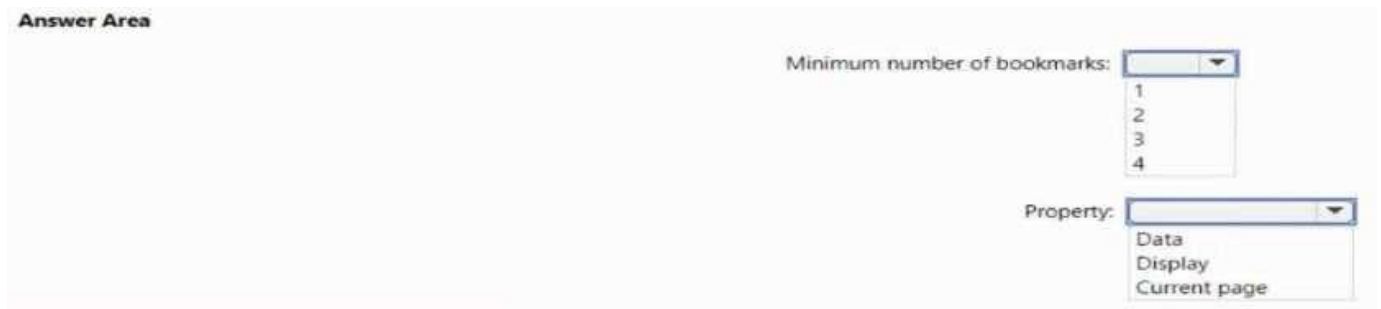 Answer Area
Minimum number of bookmarks:
1
2
3
4
Property:
Data
Display
Current page